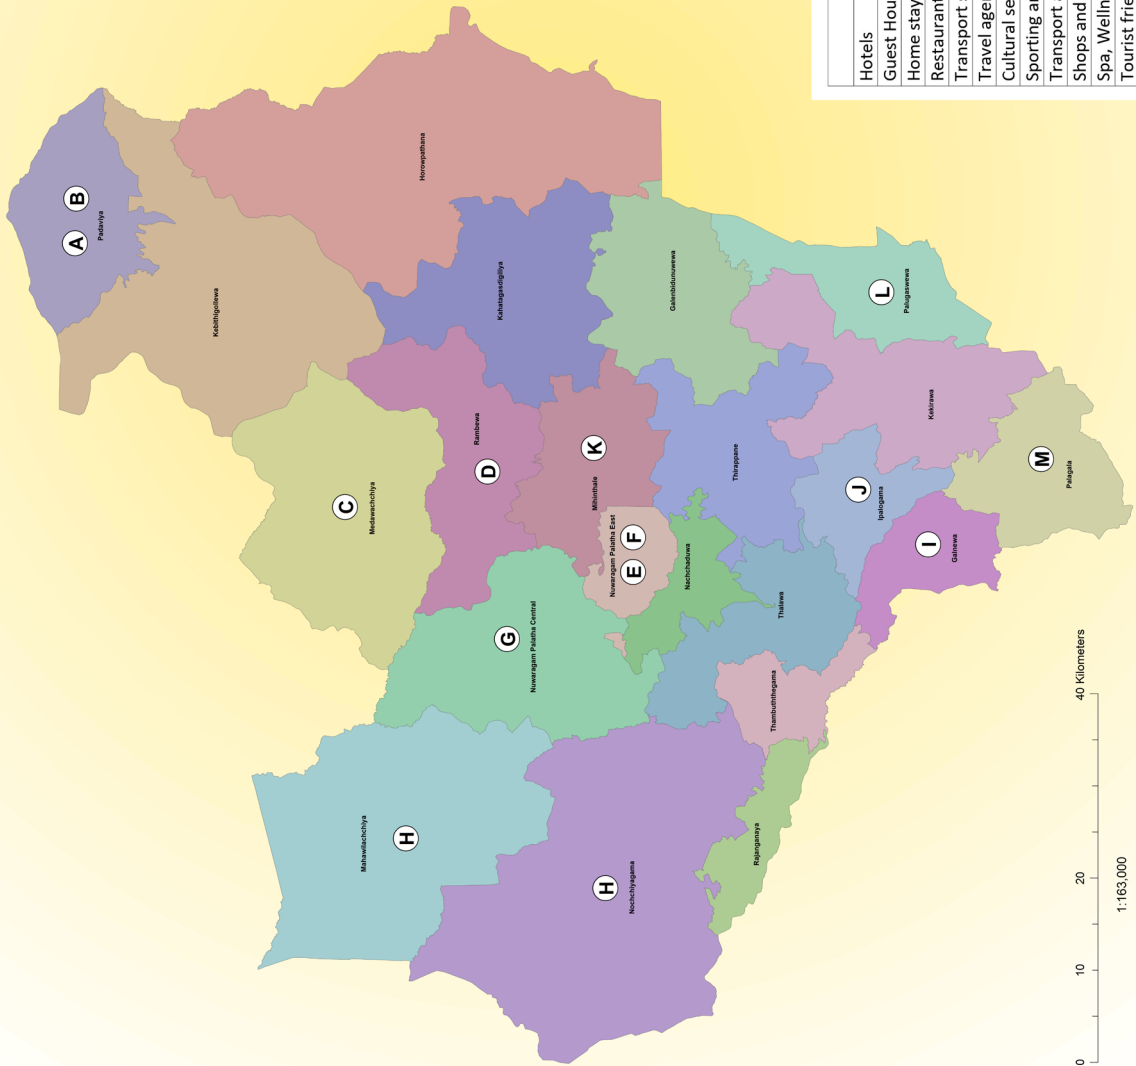 A
B
Padaviya
Kebithigollewa
Horowpathana
C
Medawachchiya
Rambewa
D
Kahatagasdigiliya
Mihinthale
K
Nuwaragam Palatha East
E
F
G
Nuwaragam Palatha Central
Galenbidunuwewa
Nachchaduwa
Thirappane
Mahawilachchiya
H
H
Nochchiyagama
Thalawa
Thambuththegama
Rajanganaya
J
Ipalogama
I
Galnewa
Kekirawa
L
Palugaswewa
M
Palagala
0
10
20
40 Kilometers
1:163,000
Hotels
Guest Hou
Home stay
Restaurant
Transport s
Travel agen
Cultural se
Sporting an
Transport a
Shops and
Spa, Welln
Tourist frie